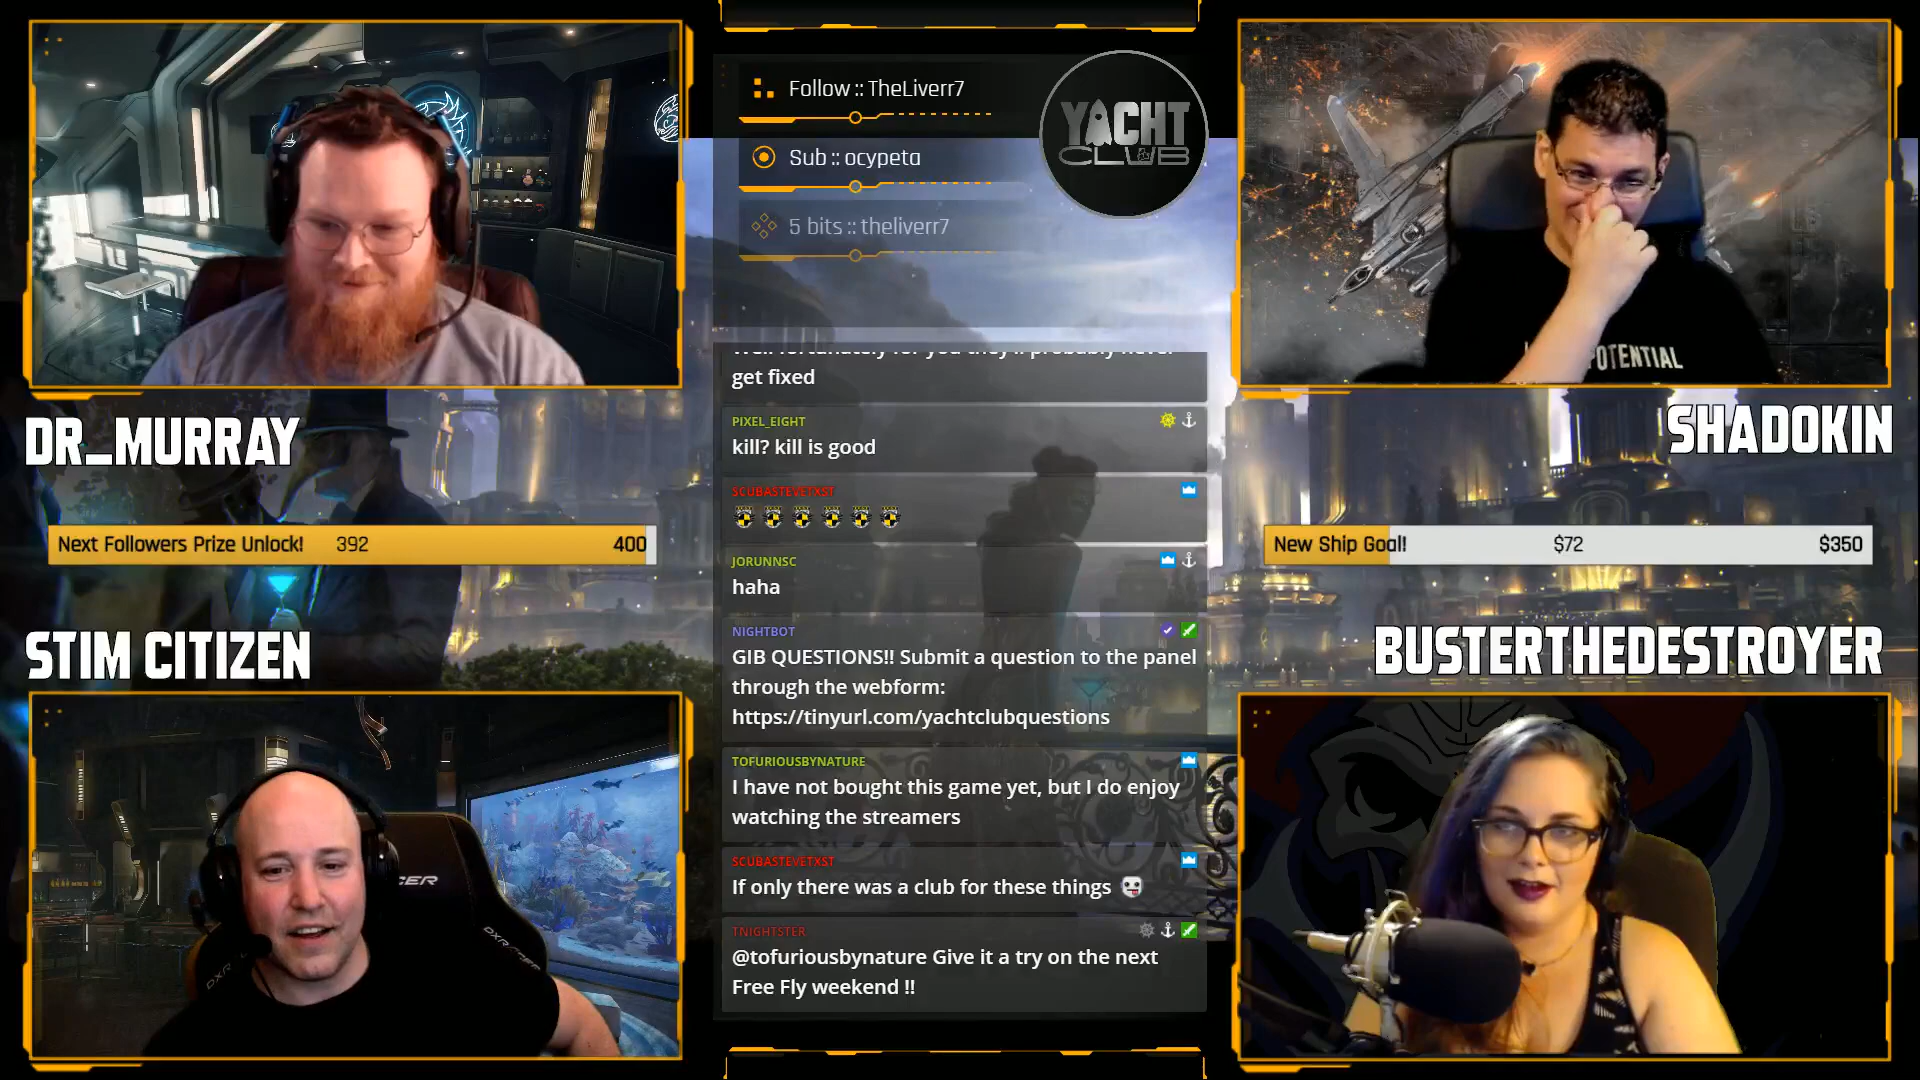 Follow :: TheLiverr7
Sub :: ocypeta
5 bits :: theliverr7
YACHT
CLUB
POTENTIAL
get fixed
PIXEL_EIGHT
kill? kill is good
SCUBASTEVETXST
JORUNNSC
haha
NIGHTBOT
GIB QUESTIONS!! Submit a question to the panel
through the webform:
https://tinyurl.com/yachtclubquestions
TOFURIOUSBYNATURE
I have not bought this game yet, but I do enjoy
watching the streamers
SCUBASTEVETXST
If only there was a club for these things
TNIGHTSTER
@tofuriousbynature Give it a try on the next
Free Fly weekend !!
DR_MURRAY
Next Followers Prize Unlock! 392 400
STIM CITIZEN
SHADOKIN
New Ship Goal! $72 $350
BUSTERTHEDESTROYER
DXRACER